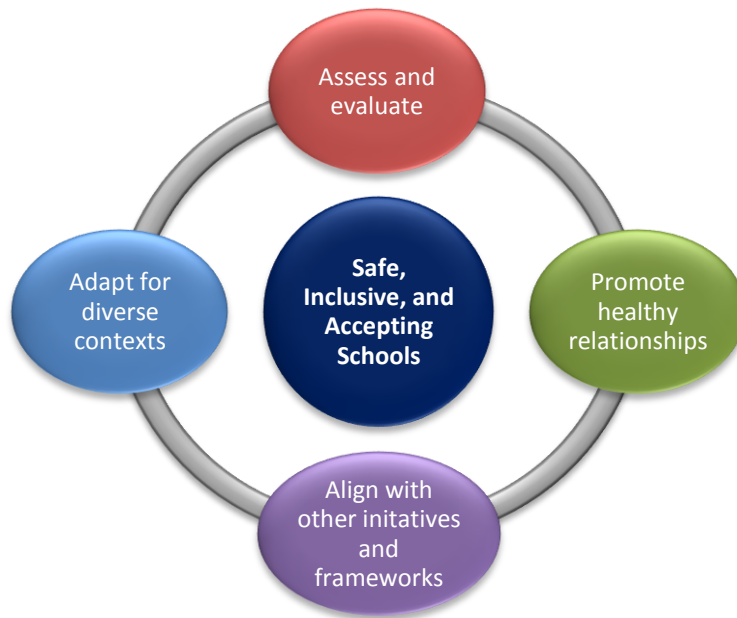 Assess and
evaluate
Adapt for
diverse
contexts
Safe,
Inclusive, and
Accepting
Schools
Promote
healthy
relationships
Align with
other initatives
and
frameworks